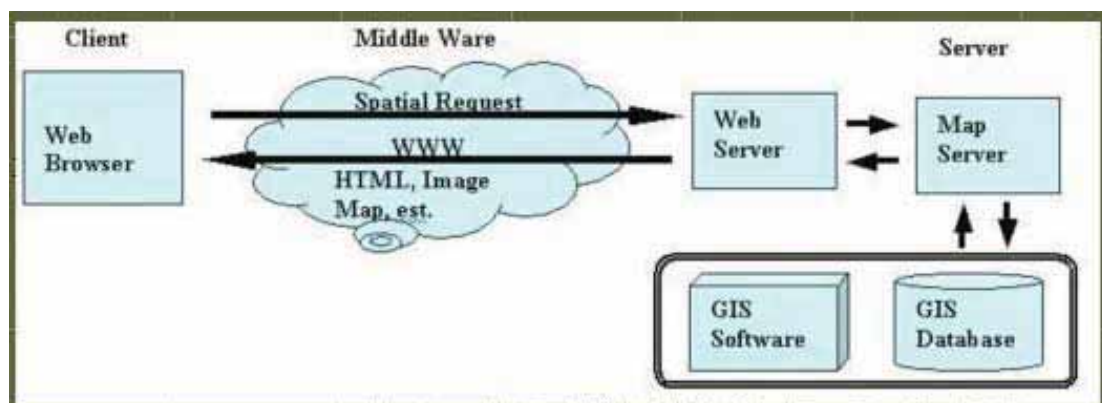 Client
Middle Ware
Server
Web
Browser
Spatial Request
WWW
HTML, Image
Map, est.
Web
Server
Map
Server
GIS
Software
GIS
Database